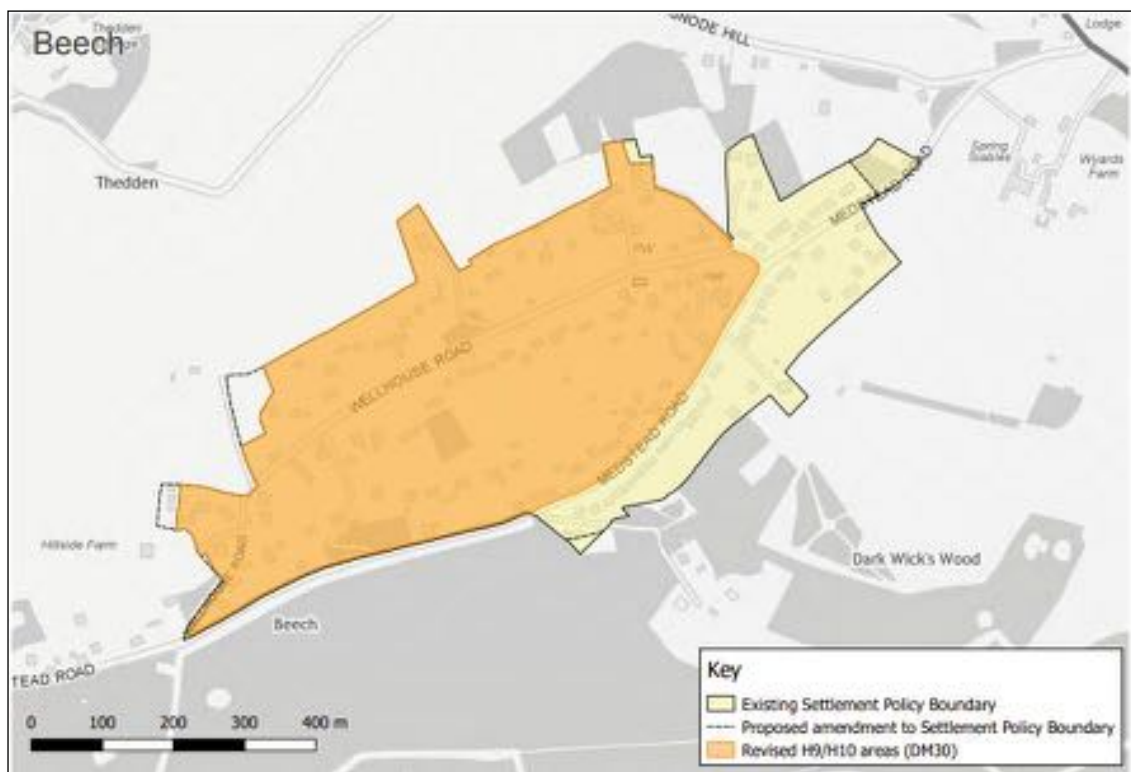 Beech
Thedden
NODE HILL
Lodge
Thedden
Spring
Stables
Wyards
Farm
MEDSTEAD ROAD
PW
WELLHOUSE ROAD
MEDSTEAD ROAD
Hillside Farm
ROAD
Dark Wick's Wood
Beech
TEAD ROAD
0 100 200 300 400 m
Key
Existing Settlement Policy Boundary
Proposed amendment to Settlement Policy Boundary
Revised H9/H10 areas (DM30)